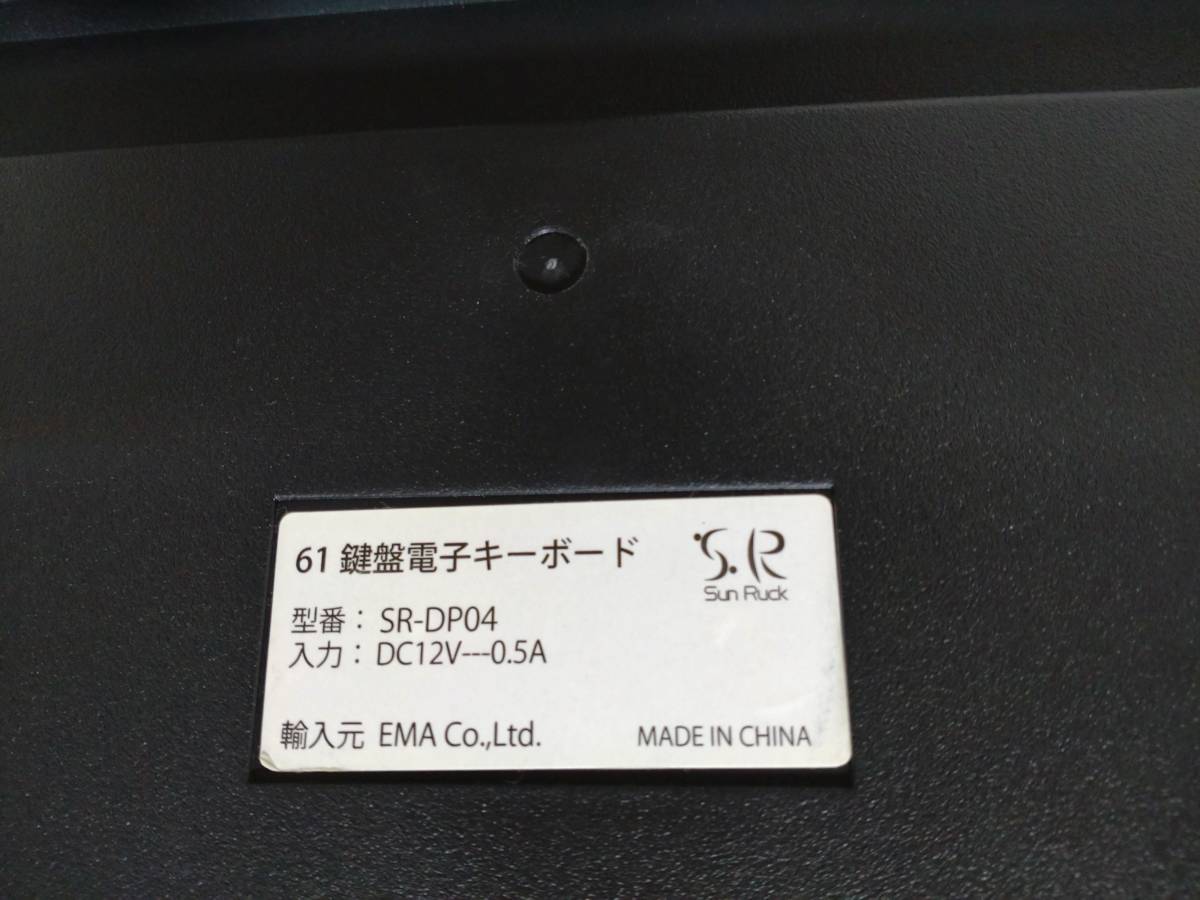 61 鍵盤電子キーボード
S.R
Sun Ruck
型番： SR-DP04
入力： DC12V---0.5A
輸入元 EMA Co.,Ltd.
MADE IN CHINA